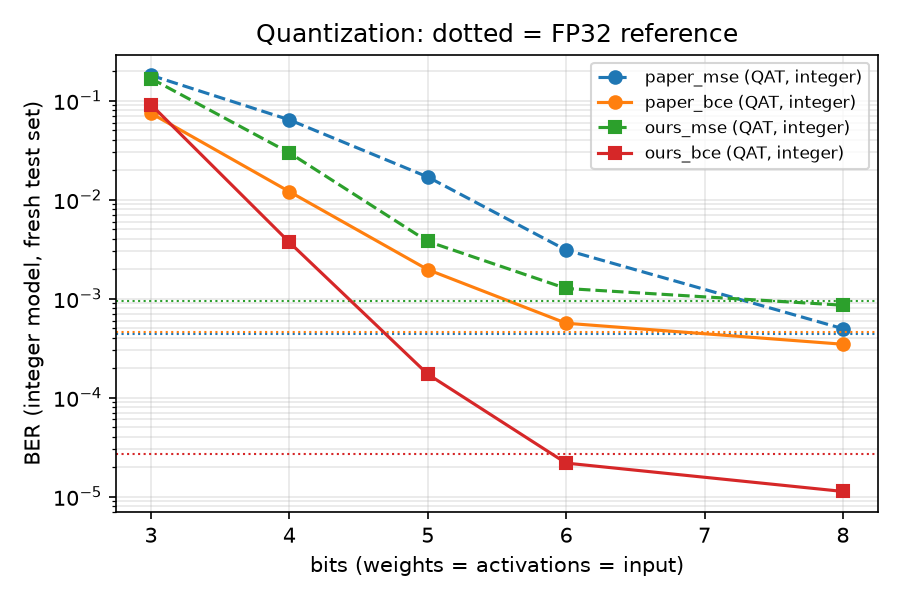 Quantization: dotted = FP32 reference
BER (integer model, fresh test set)
10⁻¹
10⁻²
10⁻³
10⁻⁴
10⁻⁵
paper_mse (QAT, integer)
paper_bce (QAT, integer)
ours_mse (QAT, integer)
ours_bce (QAT, integer)
3 4 5 6 7 8
bits (weights = activations = input)